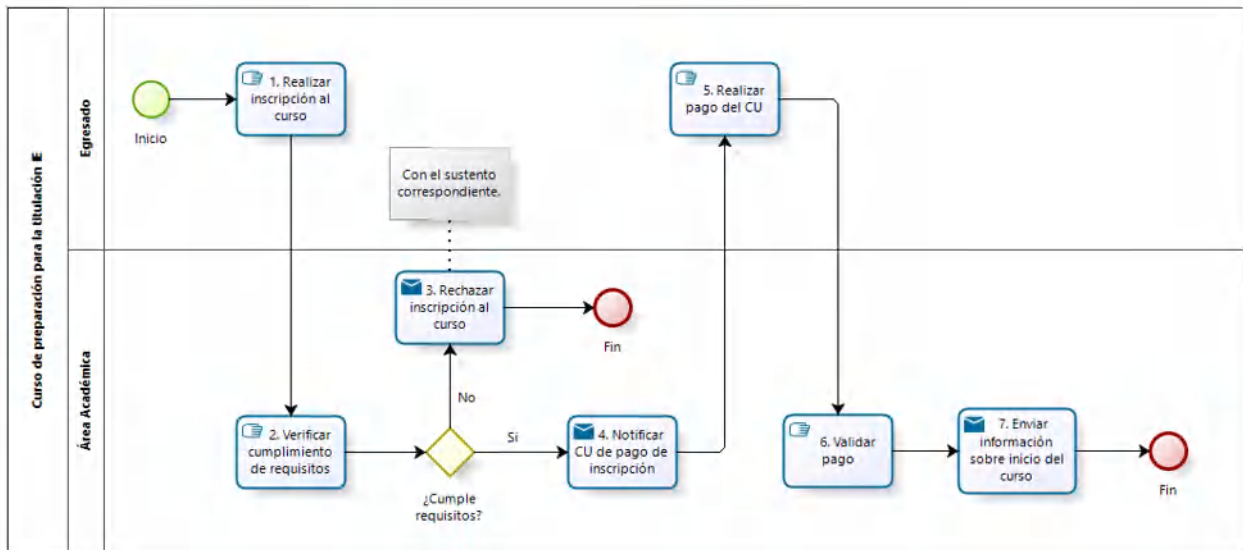 Curso de preparación para la titulación IE
Egresado
Inicio
1. Realizar
inscripción al
curso
Con el sustento
correspondiente.
5. Realizar
pago del CU
Área Académica
2. Verificar
cumplimiento
de requisitos
¿Cumple
requisitos?
No
3. Rechazar
inscripción al
curso
Fin
Si
4. Notificar
CU de pago de
inscripción
6. Validar
pago
7. Enviar
información
sobre inicio del
curso
Fin